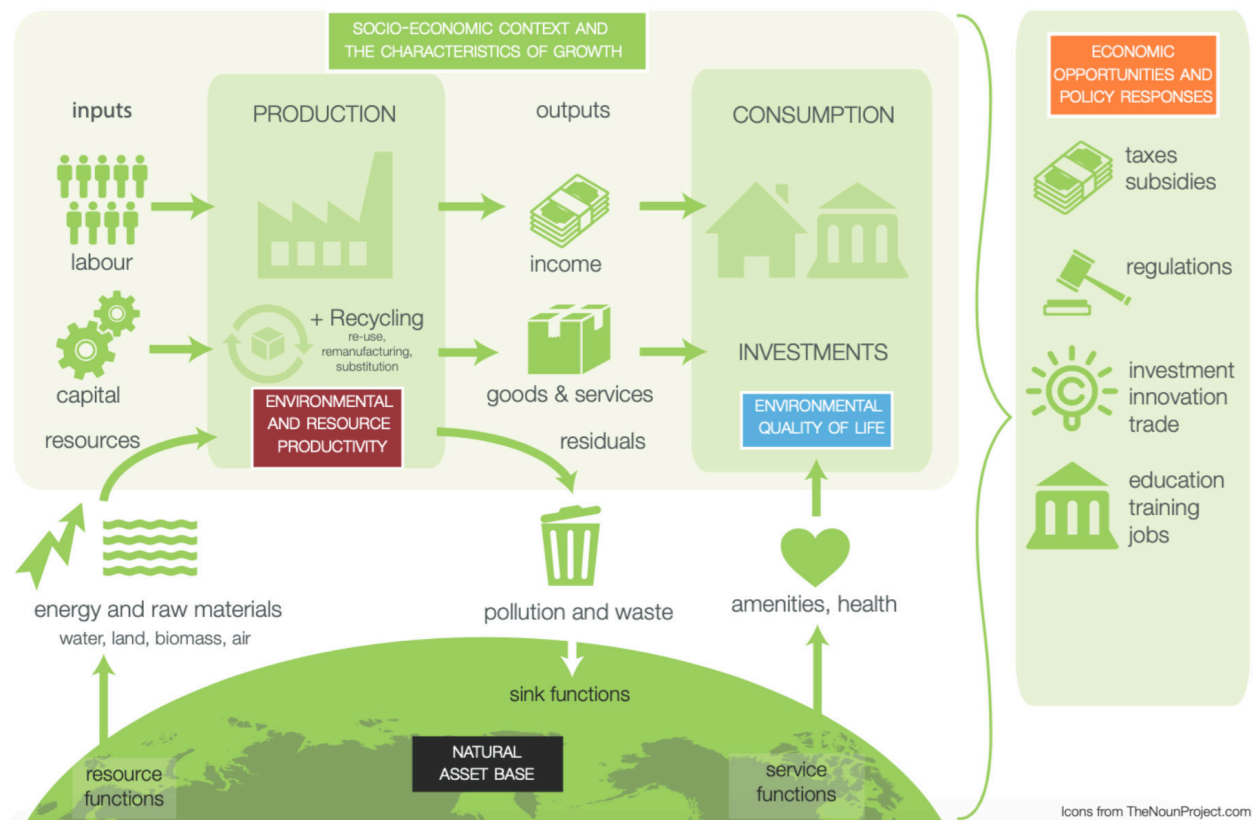 SOCIO-ECONOMIC CONTEXT AND
THE CHARACTERISTICS OF GROWTH
inputs
PRODUCTION
outputs
CONSUMPTION
labour
income
capital
+ Recycling
re-use,
remanufacturing,
substitution
goods & services
INVESTMENTS
resources
ENVIRONMENTAL
AND RESOURCE
PRODUCTIVITY
residuals
ENVIRONMENTAL
QUALITY OF LIFE
energy and raw materials
water, land, biomass, air
pollution and waste
amenities, health
sink functions
resource
functions
NATURAL
ASSET BASE
service
functions
ECONOMIC
OPPORTUNITIES AND
POLICY RESPONSES
taxes
subsidies
regulations
C
investment
innovation
trade
education
training
jobs
Icons from TheNounProject.com